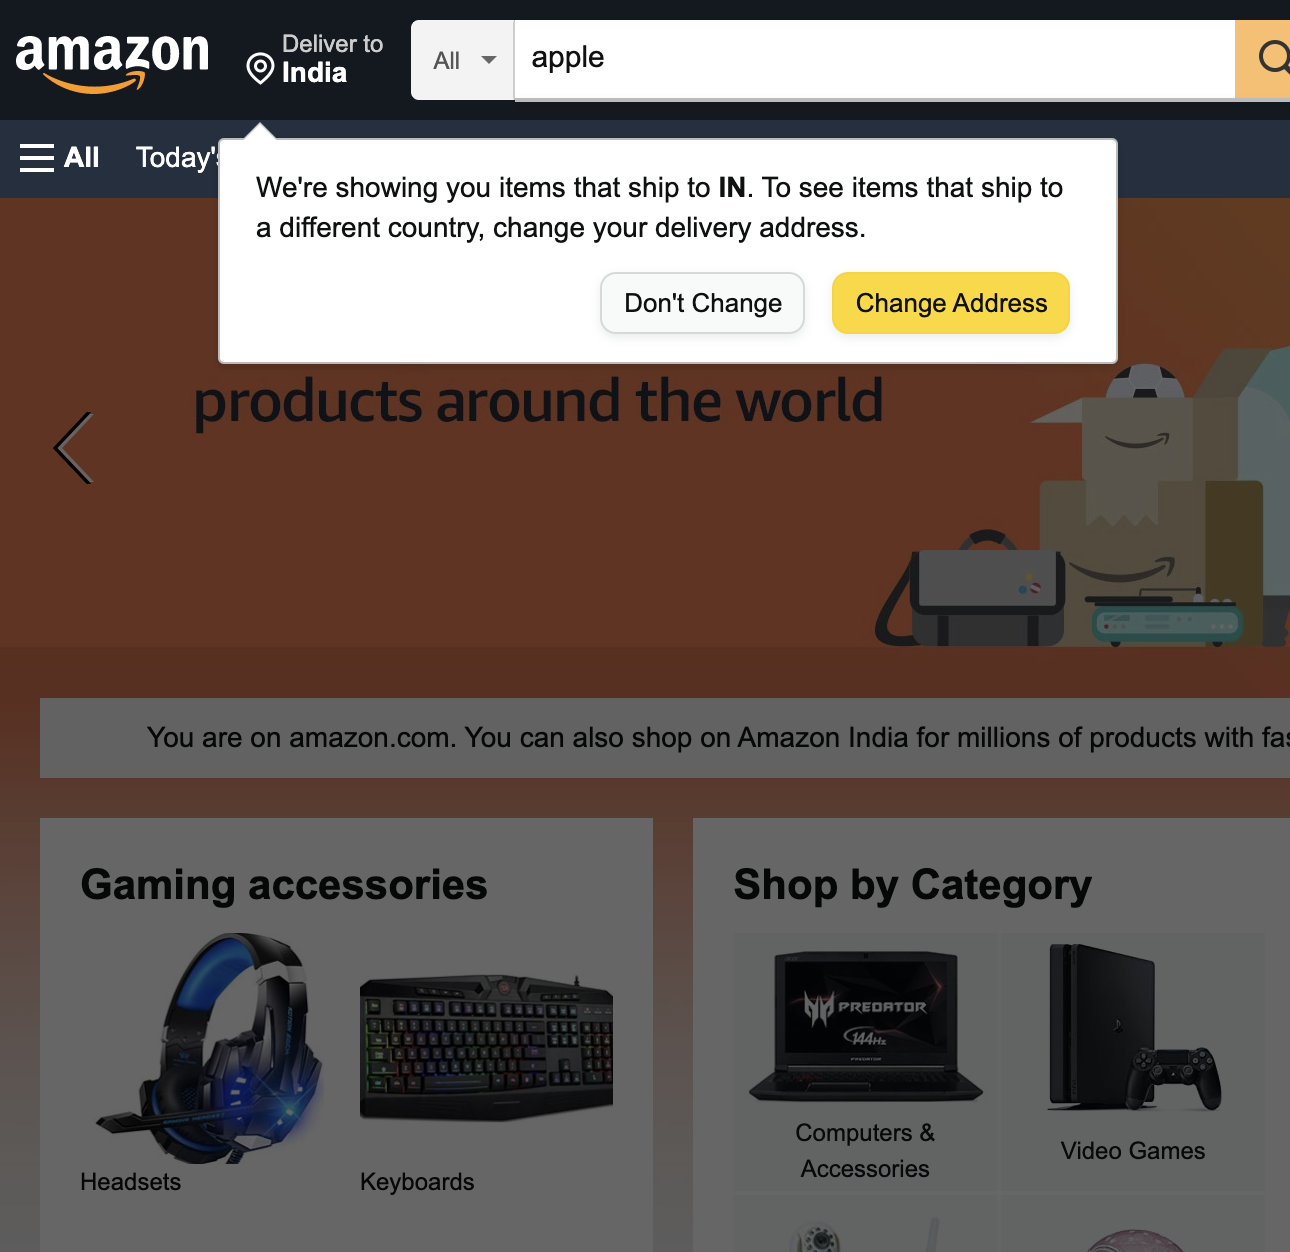 amazon
Deliver to
India
All
apple
All
Today's
We're showing you items that ship to IN. To see items that ship to
a different country, change your delivery address.
Don't Change
Change Address
products around the world
You are on amazon.com. You can also shop on Amazon India for millions of products with fas
Gaming accessories
Shop by Category
PREDATOR
144Hz
PREDATOR
Computers &
Accessories
Video Games
Headsets
Keyboards